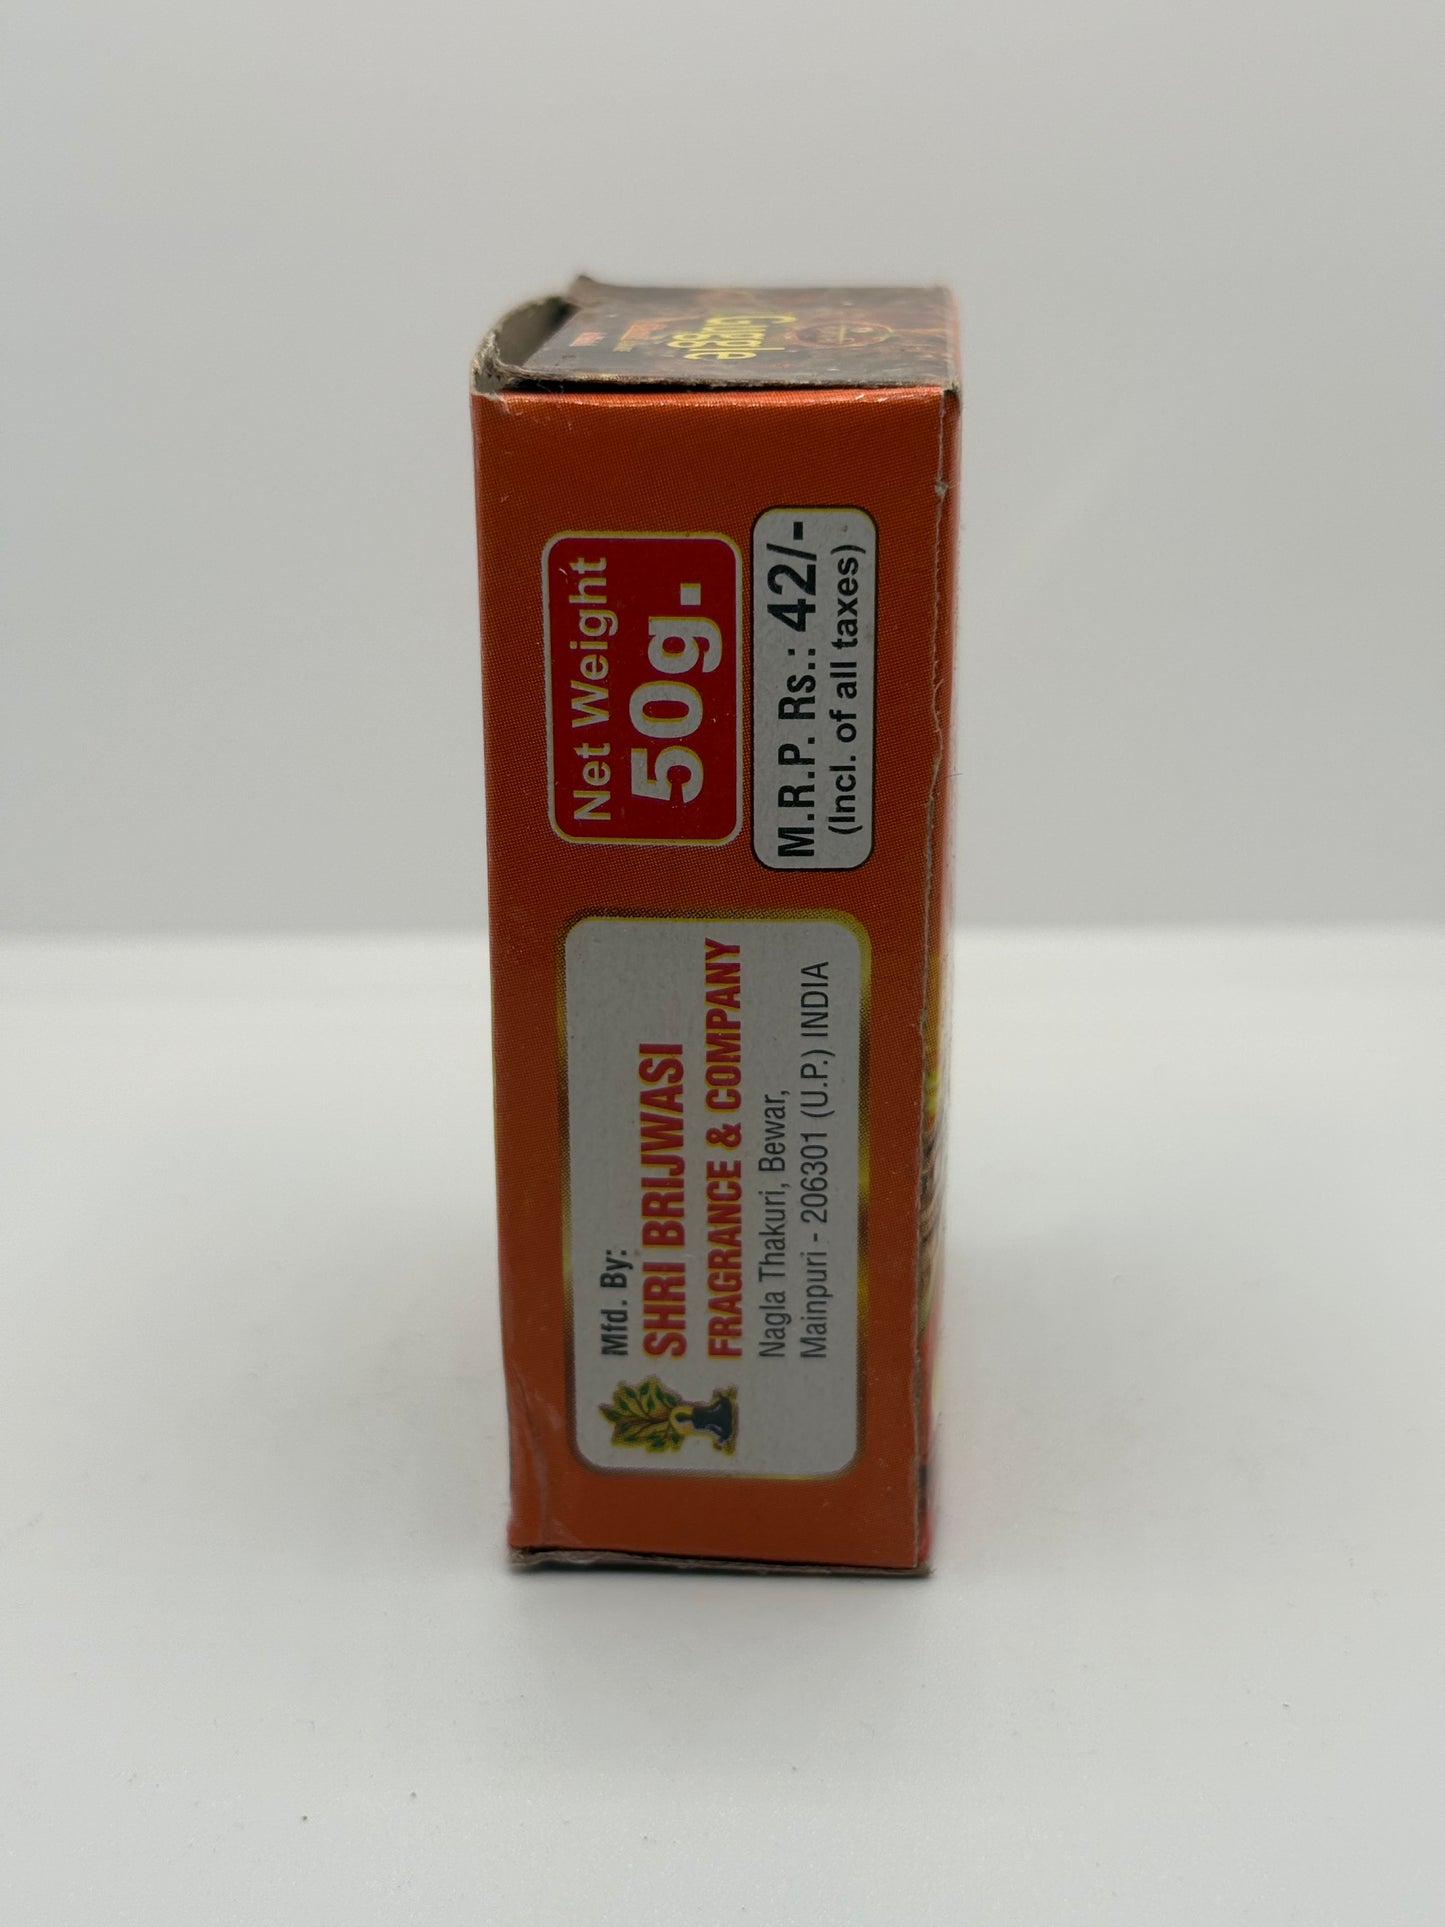 Guggle
Net Weight
50g.
M.R.P. Rs.: 42/-
(Incl. of all taxes)
Mfd. By:
SHRI BRIJWASI
FRAGRANCE & COMPANY
Nagla Thakuri, Bewar,
Mainpuri - 206301 (U.P.) INDIA